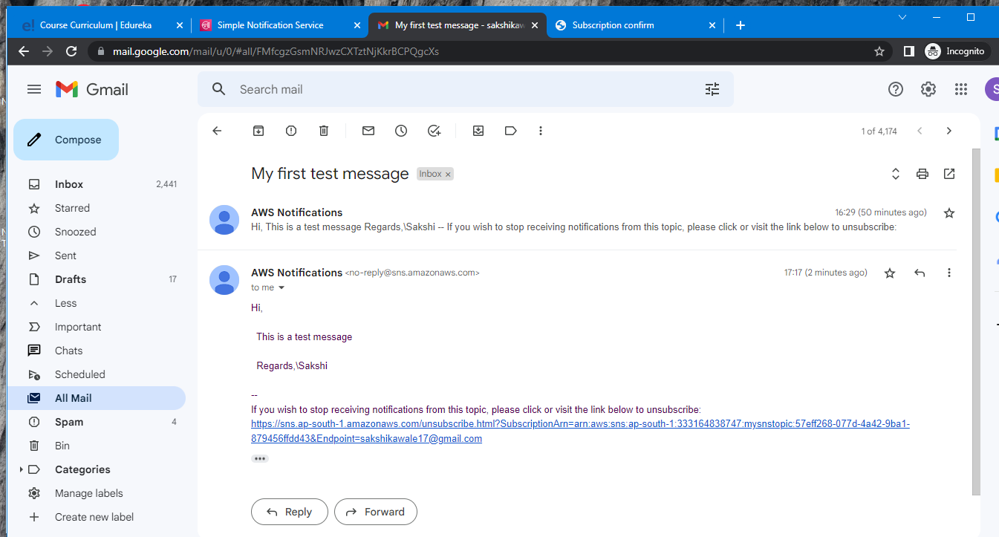 Course Curriculum | Edureka
Simple Notification Service
My first test message - sakshikaw
Subscription confirm
mail.google.com/mail/u/0/#all/FMfcgzGsmNRJwzCXTztNjKkrBCPQgcXs
Incognito
Gmail
Search mail
S
Compose
1 of 4,174
Inbox 2,441
Starred
Snoozed
Sent
Drafts 17
Less
Important
Chats
Scheduled
All Mail
Spam 4
Bin
Categories
Manage labels
Create new label
My first test message Inbox ×
AWS Notifications 16:29 (50 minutes ago)
Hi, This is a test message Regards,\Sakshi -- If you wish to stop receiving notifications from this topic, please click or visit the link below to unsubscribe:
AWS Notifications <no-reply@sns.amazonaws.com> 17:17 (2 minutes ago)
to me
Hi,
This is a test message
Regards,\Sakshi
--
If you wish to stop receiving notifications from this topic, please click or visit the link below to unsubscribe:
https://sns.ap-south-1.amazonaws.com/unsubscribe.html?SubscriptionArn=arn:aws:sns:ap-south-1:333164838747:mysnstopic:57eff268-077d-4a42-9ba1-
879456ffdd43&Endpoint=sakshikawale17@gmail.com
Reply
Forward